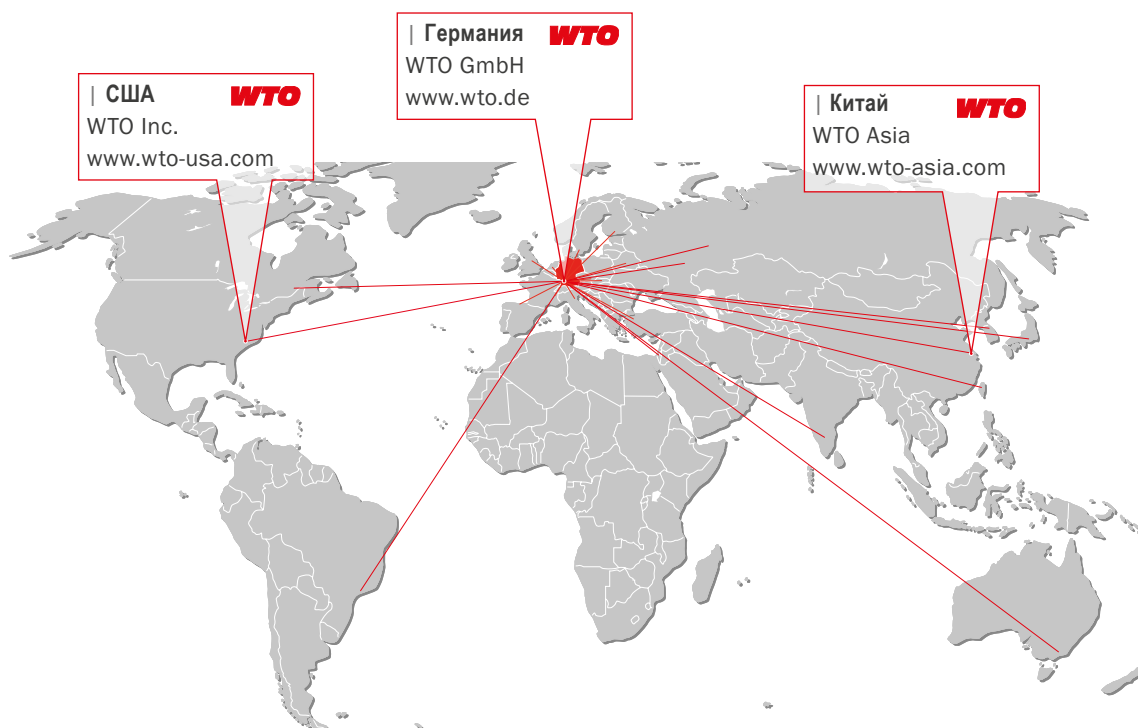 | Германия WTO
WTO GmbH
www.wto.de
| США WTO
WTO Inc.
www.wto-usa.com
| Китай WTO
WTO Asia
www.wto-asia.com